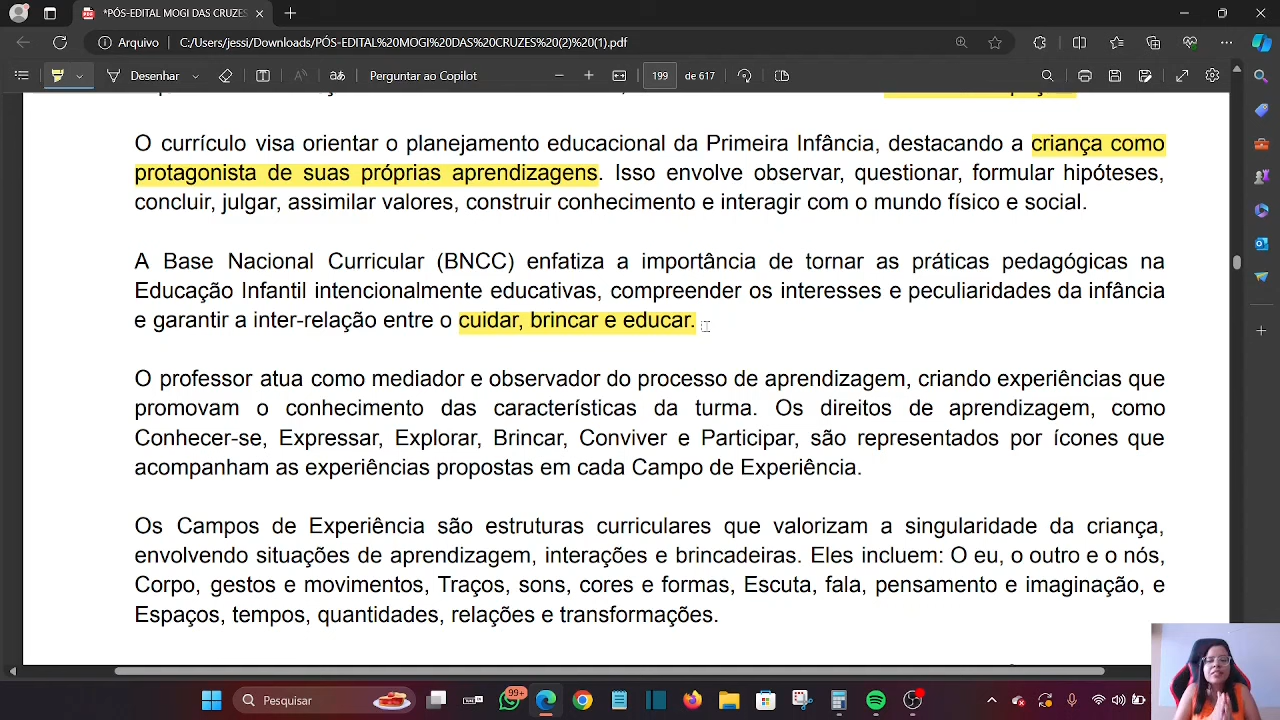 *PÓS-EDITAL MOGI DAS CRUZES
Arquivo C:/Users/jessi/Downloads/PÓS-EDITAL%20MOGI%20DAS%20CRUZES%20(2)%20(1).pdf
Desenhar Perguntar ao Copilot 199 de 617
O currículo visa orientar o planejamento educacional da Primeira Infância, destacando a criança como
protagonista de suas próprias aprendizagens. Isso envolve observar, questionar, formular hipóteses,
concluir, julgar, assimilar valores, construir conhecimento e interagir com o mundo físico e social.
A Base Nacional Curricular (BNCC) enfatiza a importância de tornar as práticas pedagógicas na
Educação Infantil intencionalmente educativas, compreender os interesses e peculiaridades da infância
e garantir a inter-relação entre o cuidar, brincar e educar.
O professor atua como mediador e observador do processo de aprendizagem, criando experiências que
promovam o conhecimento das características da turma. Os direitos de aprendizagem, como
Conhecer-se, Expressar, Explorar, Brincar, Conviver e Participar, são representados por ícones que
acompanham as experiências propostas em cada Campo de Experiência.
Os Campos de Experiência são estruturas curriculares que valorizam a singularidade da criança,
envolvendo situações de aprendizagem, interações e brincadeiras. Eles incluem: O eu, o outro e o nós,
Corpo, gestos e movimentos, Traços, sons, cores e formas, Escuta, fala, pensamento e imaginação, e
Espaços, tempos, quantidades, relações e transformações.
Pesquisar 99+